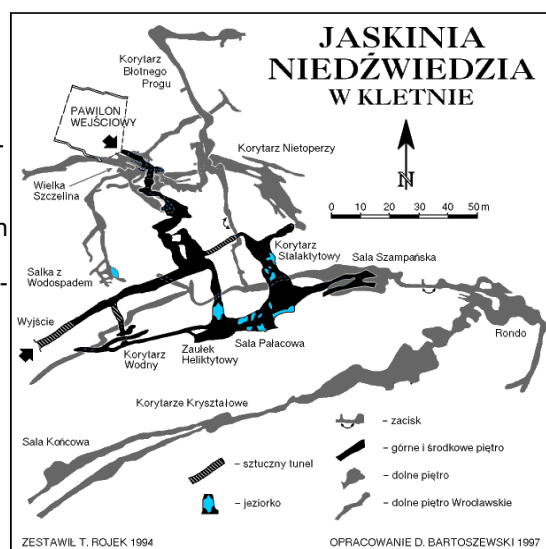 JASKINIA
NIEDŹWIEDZIA
W KLETNIE
Korytarz
Błotnego
Progu
PAWILON
WEJŚCIOWY
Korytarz Nietoperzy
Wielka
Szczelina
N
0 10 20 30 40 50 m
Korytarz
Stalaktytowy
Sala Szampańska
Salka z
Wodospadem
Wyjście
Korytarz
Wodny
Zaułek
Heliktytowy
Sala Pałacowa
Rondo
Korytarze Kryształowe
Sala Końcowa
– zacisk
– górne i środkowe piętro
– sztuczny tunel
– dolne piętro
– jeziorko
– dolne piętro Wrocławskie
ZESTAWIŁ T. ROJEK 1994
OPRACOWANIE D. BARTOSZEWSKI 1997